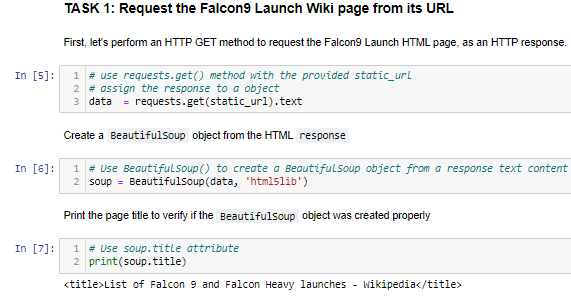 TASK 1: Request the Falcon9 Launch Wiki page from its URL
First, let's perform an HTTP GET method to request the Falcon9 Launch HTML page, as an HTTP response.
In [5]: 1 # use requests.get() method with the provided static_url
2 # assign the response to a object
3 data  = requests.get(static_url).text
Create a BeautifulSoup object from the HTML response
In [6]: 1 # Use BeautifulSoup() to create a BeautifulSoup object from a response text content
2 soup = BeautifulSoup(data, 'html5lib')
Print the page title to verify if the BeautifulSoup object was created properly
In [7]: 1 # Use soup.title attribute
2 print(soup.title)
<title>List of Falcon 9 and Falcon Heavy launches - Wikipedia</title>